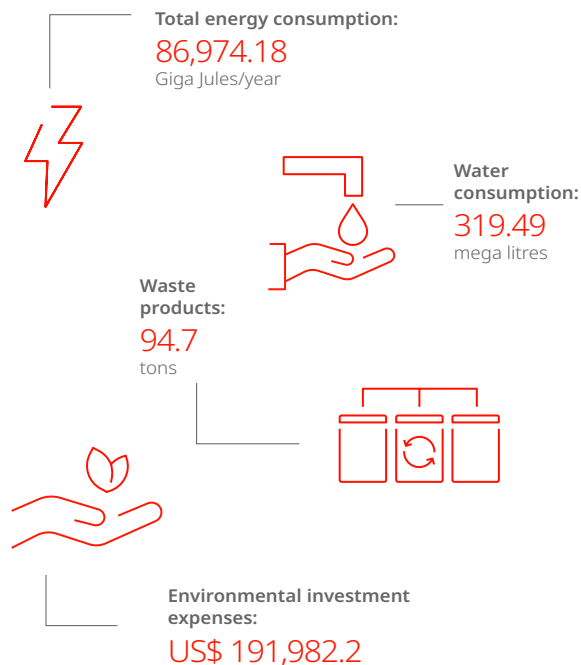 Total energy consumption:
86,974.18
Giga Jules/year
Water
consumption:
319.49
mega litres
Waste
products:
94.7
tons
Environmental investment
expenses:
US$ 191,982.2